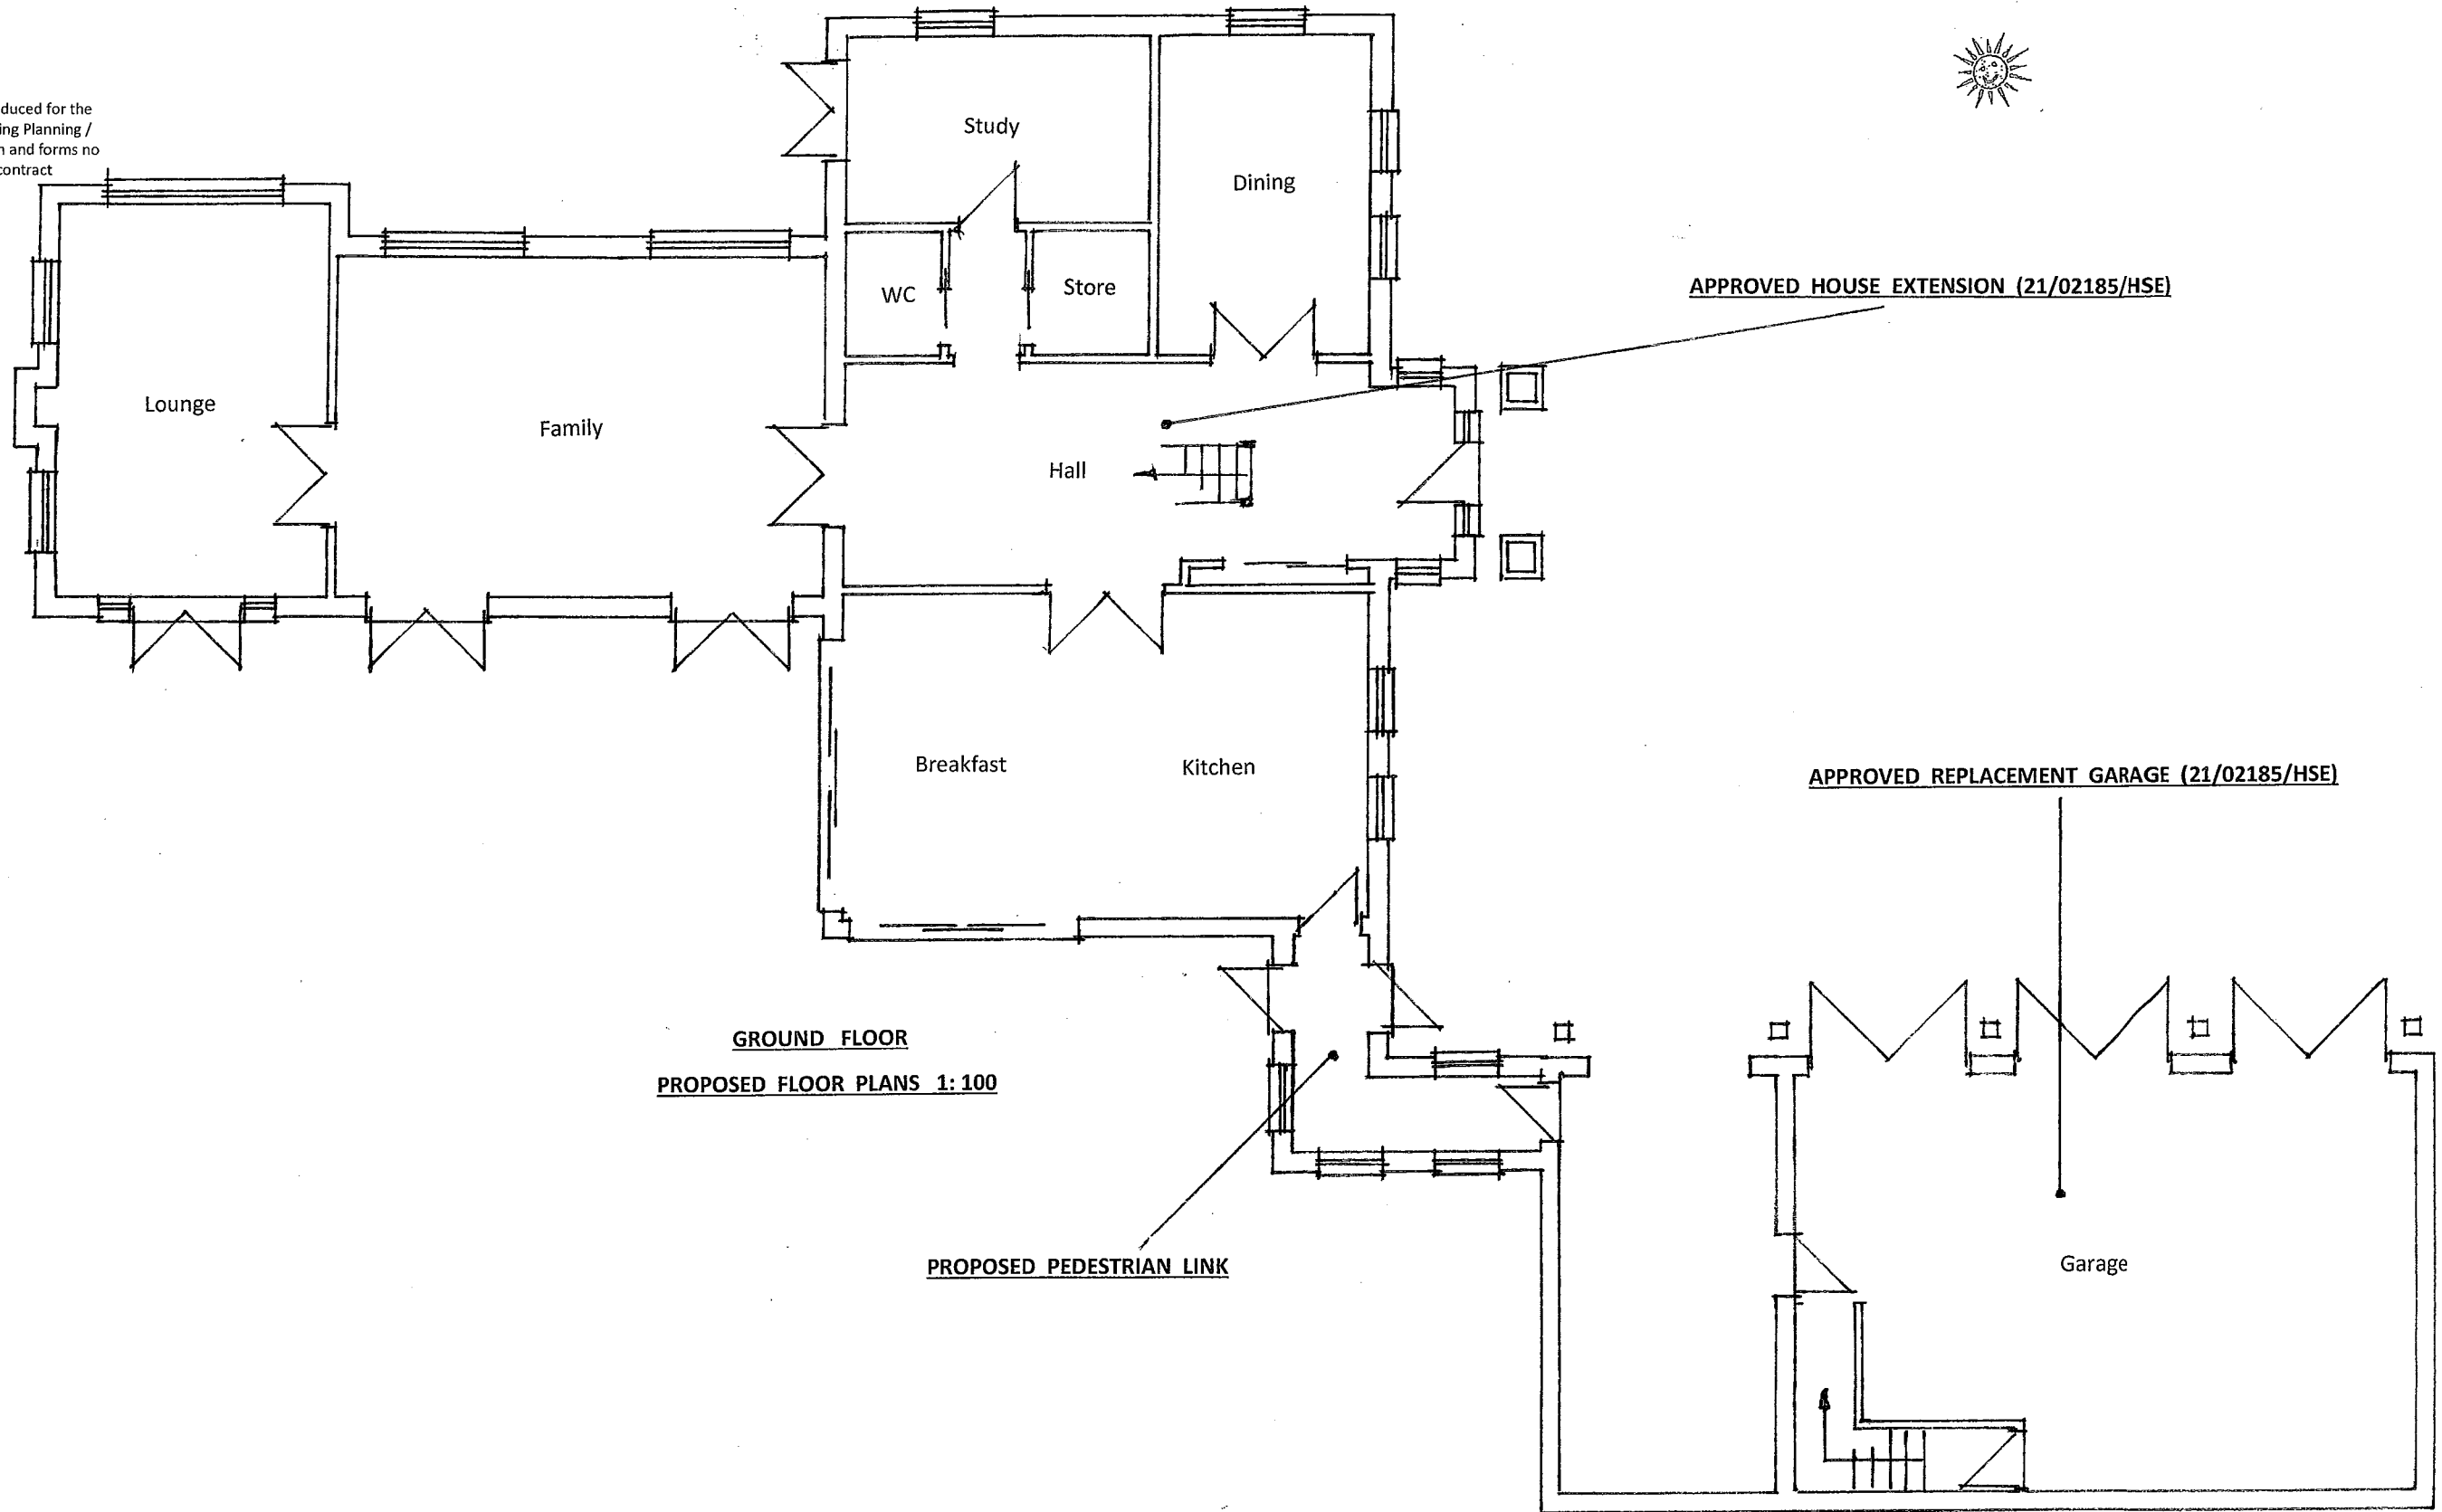 duced for the
ing Planning /
n and forms no
contract
Study
Dining
WC
Store
APPROVED HOUSE EXTENSION (21/02185/HSE)
Lounge
Family
Hall
Breakfast
Kitchen
APPROVED REPLACEMENT GARAGE (21/02185/HSE)
GROUND FLOOR
PROPOSED FLOOR PLANS 1: 100
PROPOSED PEDESTRIAN LINK
Garage